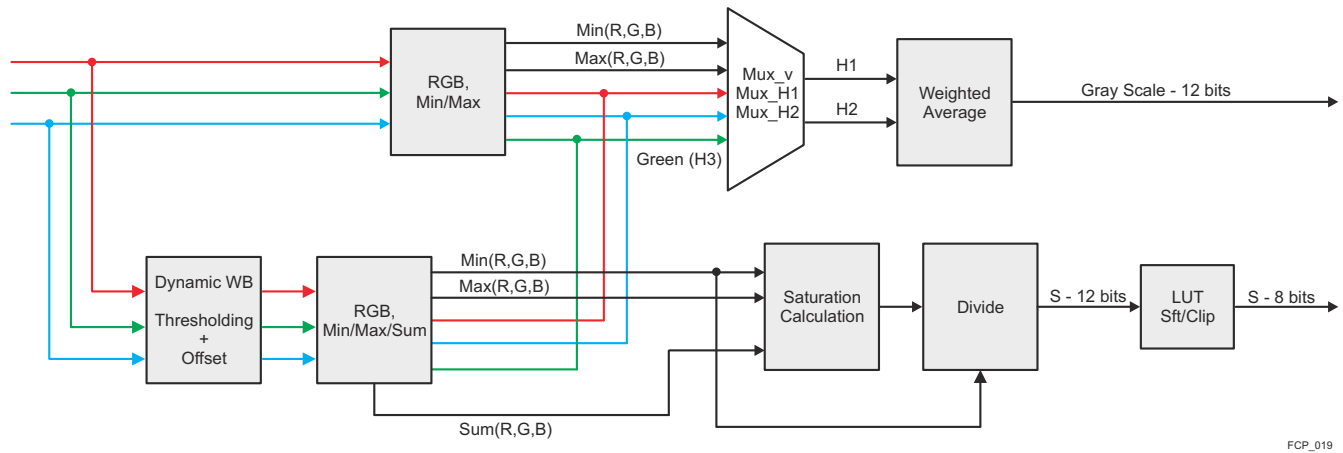 Min(R,G,B)
Max(R,G,B)
RGB,
Min/Max
Green (H3)
Mux_v
Mux_H1
Mux_H2
H1
H2
Weighted
Average
Gray Scale - 12 bits
Dynamic WB
Thresholding
+
Offset
RGB,
Min/Max/Sum
Min(R,G,B)
Max(R,G,B)
Sum(R,G,B)
Saturation
Calculation
Divide
S - 12 bits
LUT
Sft/Clip
S - 8 bits
FCP_019